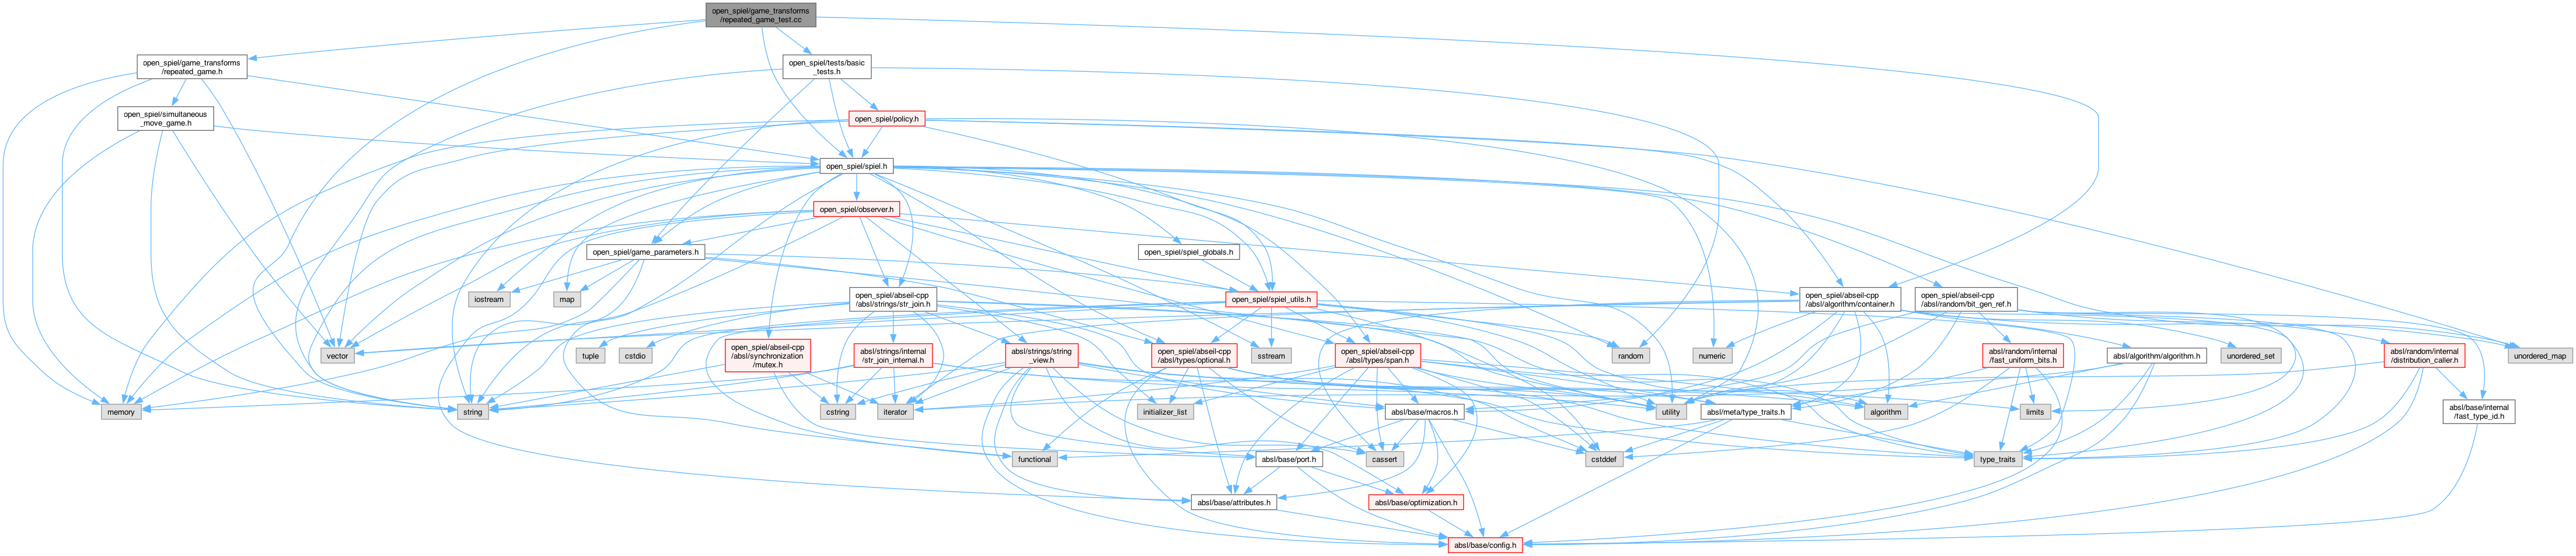 open_spiel/game_transforms
/repeated_game_test.cc
open_spiel/game_transforms
/repeated_game.h
open_spiel/tests/basic
_tests.h
open_spiel/simultaneous
_move_game.h
open_spiel/policy.h
open_spiel/spiel.h
open_spiel/observer.h
open_spiel/game_parameters.h
open_spiel/spiel_globals.h
iostream
map
open_spiel/abseil-cpp
/absl/strings/str_join.h
open_spiel/spiel_utils.h
open_spiel/abseil-cpp
/absl/algorithm/container.h
open_spiel/abseil-cpp
/absl/random/bit_gen_ref.h
vector
tuple
cstdio
open_spiel/abseil-cpp
/absl/synchronization
/mutex.h
absl/strings/internal
/str_join_internal.h
absl/strings/string
_view.h
open_spiel/abseil-cpp
/absl/types/optional.h
sstream
open_spiel/abseil-cpp
/absl/types/span.h
random
numeric
absl/random/internal
/fast_uniform_bits.h
absl/algorithm/algorithm.h
unordered_set
absl/random/internal
/distribution_caller.h
unordered_map
memory
string
cstring
iterator
initializer_list
absl/base/macros.h
utility
absl/meta/type_traits.h
algorithm
limits
absl/base/internal
/fast_type_id.h
functional
absl/base/port.h
cassert
cstddef
type_traits
absl/base/attributes.h
absl/base/optimization.h
absl/base/config.h